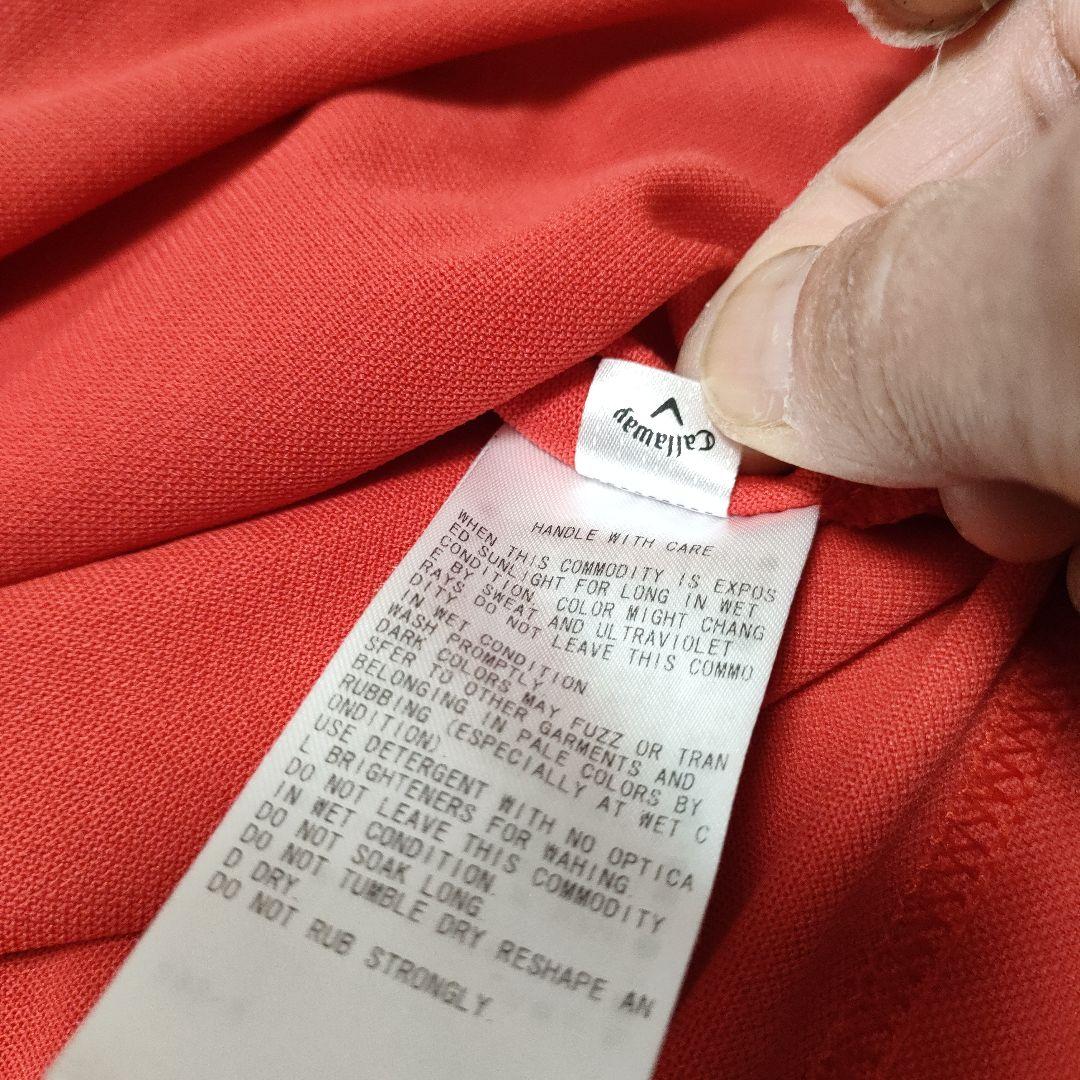 Callaway
HANDLE WITH CARE
WHEN THIS COMMODITY IS EXPOS
ED SUNLIGHT FOR LONG IN WET
CONDITION, COLOR MIGHT CHANG
E BY SWEAT AND ULTRAVIOLET
RAYS. DO NOT LEAVE THIS COMMO
DITY IN WET CONDITION
WASH PROMPTLY.
DARK COLORS MAY FUZZ OR TRAN
SFER TO OTHER GARMENTS AND
BELONGING IN PALE COLORS BY
RUBBING (ESPECIALLY AT WET C
ONDITION)
USE DETERGENT WITH NO OPTICA
L BRIGHTENERS FOR WAHING.
DO NOT LEAVE THIS COMMODITY
IN WET CONDITION.
DO NOT SOAK LONG.
DO NOT TUMBLE DRY RESHAPE AN
D DRY.
DO NOT RUB STRONGLY.